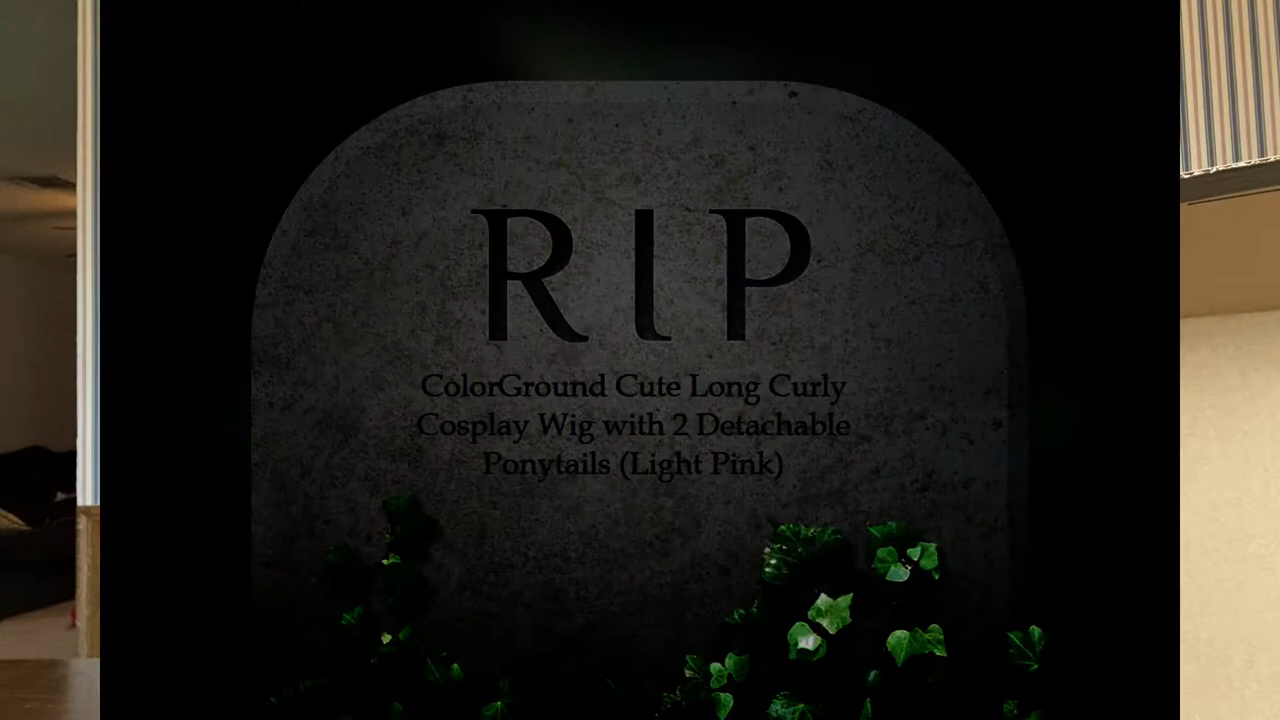 RIP
ColorGround Cute Long Curly
Cosplay Wig with 2 Detachable
Ponytails (Light Pink)